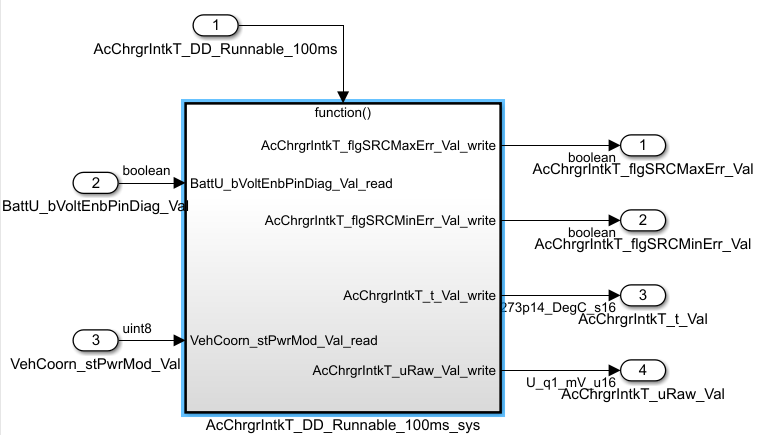 1
AcChrgrIntkT_DD_Runnable_100ms
function()
AcChrgrIntkT_flgSRCMaxErr_Val_write
1
boolean
AcChrgrIntkT_flgSRCMaxErr_Val
boolean
2
BattU_bVoltEnbPinDiag_Val_read
BattU_bVoltEnbPinDiag_Val
AcChrgrIntkT_flgSRCMinErr_Val_write
2
boolean
AcChrgrIntkT_flgSRCMinErr_Val
AcChrgrIntkT_t_Val_write
3
273p14_DegC_s16
AcChrgrIntkT_t_Val
uint8
3
VehCoorn_stPwrMod_Val_read
VehCoorn_stPwrMod_Val
AcChrgrIntkT_uRaw_Val_write
4
U_q1_mV_u16
AcChrgrIntkT_uRaw_Val
AcChrgrIntkT_DD_Runnable_100ms_sys